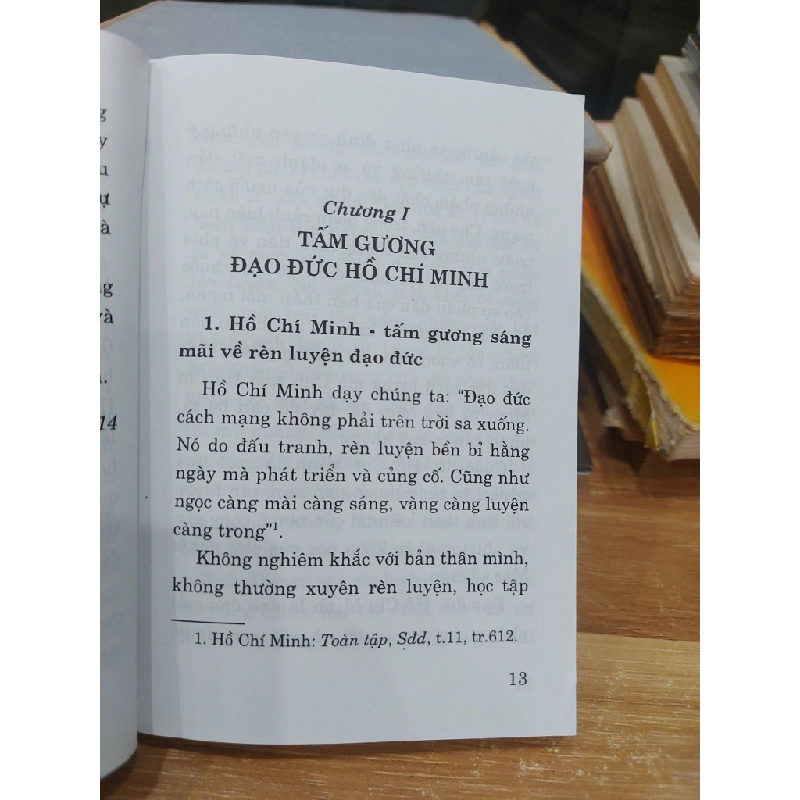 g
y
u
ự
à
g
và
14
Chương I
TẤM GƯƠNG
ĐẠO ĐỨC HỒ CHÍ MINH
1. Hồ Chí Minh - tấm gương sáng
mãi về rèn luyện đạo đức
Hồ Chí Minh dạy chúng ta: "Đạo đức
cách mạng không phải trên trời sa xuống.
Nó do đấu tranh, rèn luyện bền bỉ hằng
ngày mà phát triển và củng cố. Cũng như
ngọc càng mài càng sáng, vàng càng luyện
càng trong"¹.
Không nghiêm khắc với bản thân mình,
không thường xuyên rèn luyện, học tập
1. Hồ Chí Minh: Toàn tập, Sđd, t.11, tr.612.
13